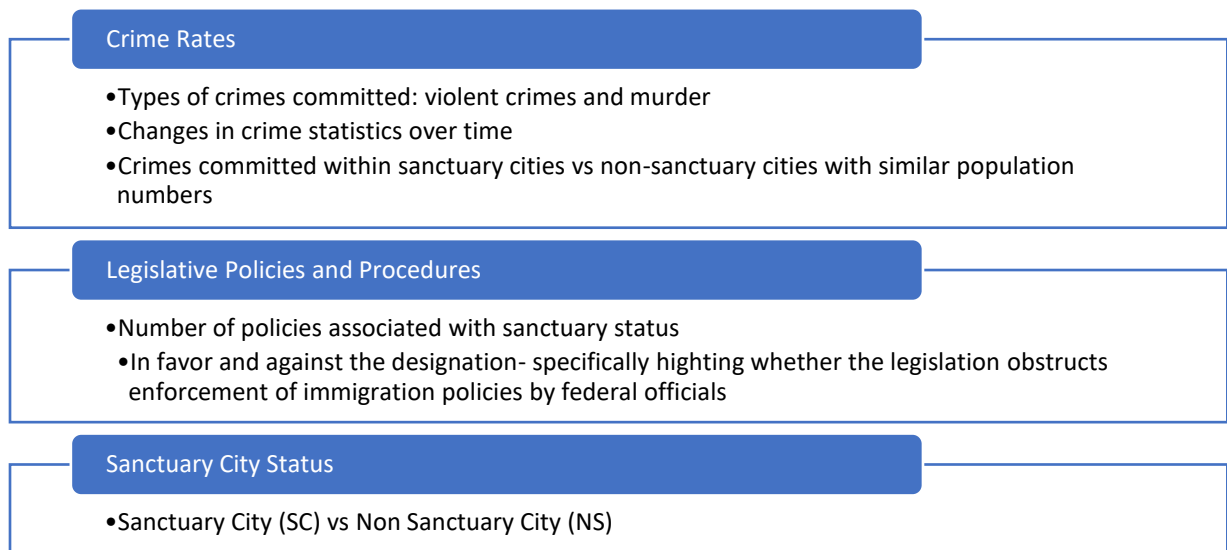 Crime Rates
•Types of crimes committed: violent crimes and murder
•Changes in crime statistics over time
•Crimes committed within sanctuary cities vs non-sanctuary cities with similar population
numbers
Legislative Policies and Procedures
•Number of policies associated with sanctuary status
•In favor and against the designation- specifically highting whether the legislation obstructs
enforcement of immigration policies by federal officials
Sanctuary City Status
•Sanctuary City (SC) vs Non Sanctuary City (NS)